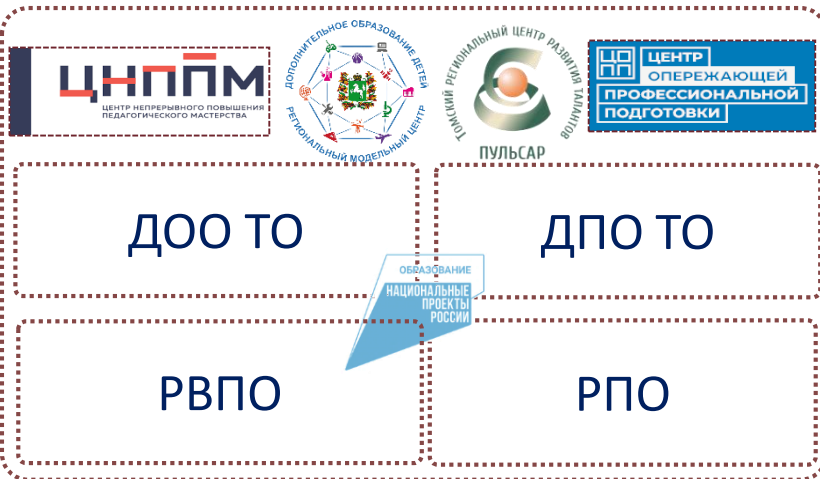 ЦНППМ
ЦЕНТР НЕПРЕРЫВНОГО ПОВЫШЕНИЯ
ПЕДАГОГИЧЕСКОГО МАСТЕРСТВА
ДОПОЛНИТЕЛЬНОЕ ОБРАЗОВАНИЕ ДЕТЕЙ
РЕГИОНАЛЬНЫЙ МОДЕЛЬНЫЙ ЦЕНТР
ТОМСКИЙ РЕГИОНАЛЬНЫЙ ЦЕНТР РАЗВИТИЯ ТАЛАНТОВ
ПУЛЬСАР
ЦОПП
ЦЕНТР
ОПЕРЕЖАЮЩЕЙ
ПРОФЕССИОНАЛЬНОЙ
ПОДГОТОВКИ
ДОО ТО
ДПО ТО
ОБРАЗОВАНИЕ
НАЦИОНАЛЬНЫЕ
ПРОЕКТЫ
РОССИИ
РВПО
РПО